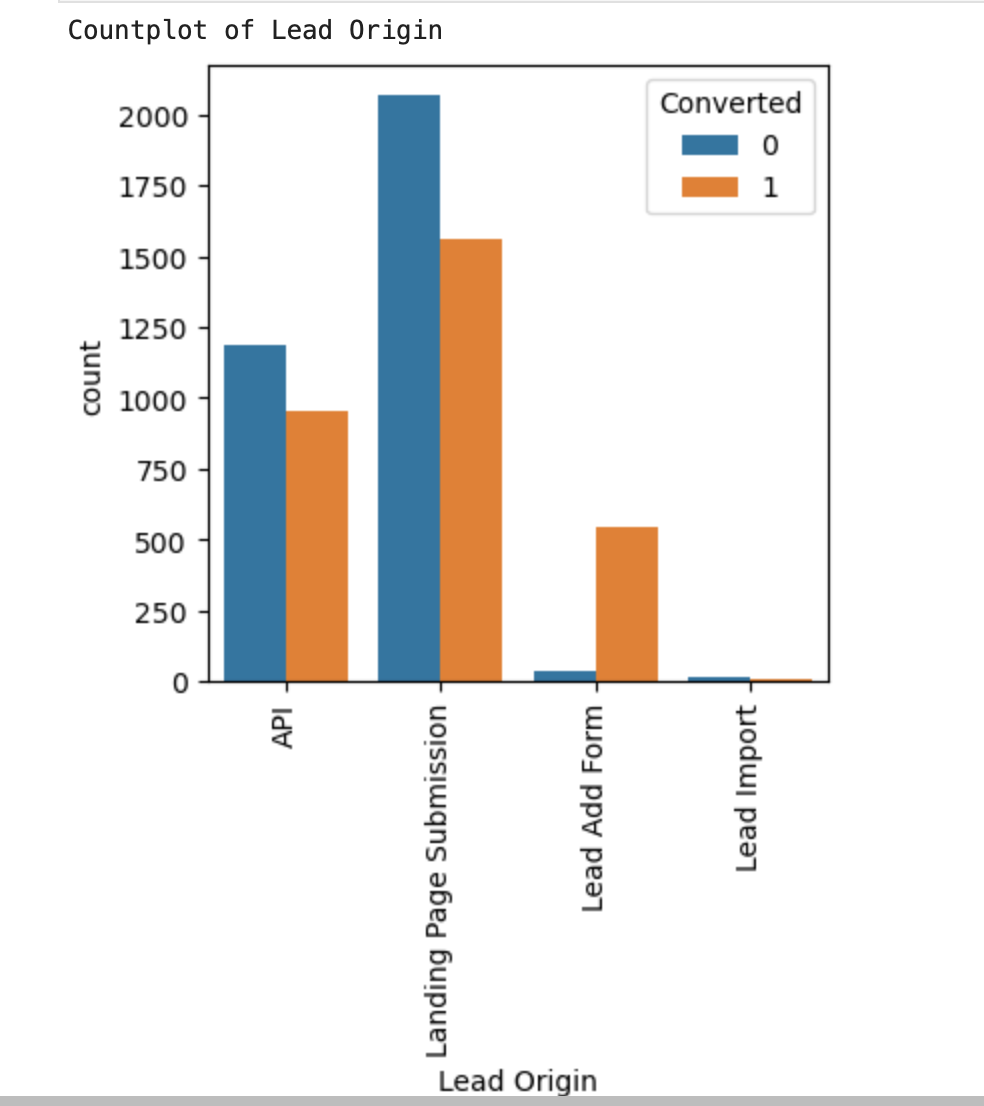 Countplot of Lead Origin
Converted
0
1
2000
1750
1500
1250
1000
750
500
250
0
count
API
Landing Page Submission
Lead Add Form
Lead Import
Lead Origin